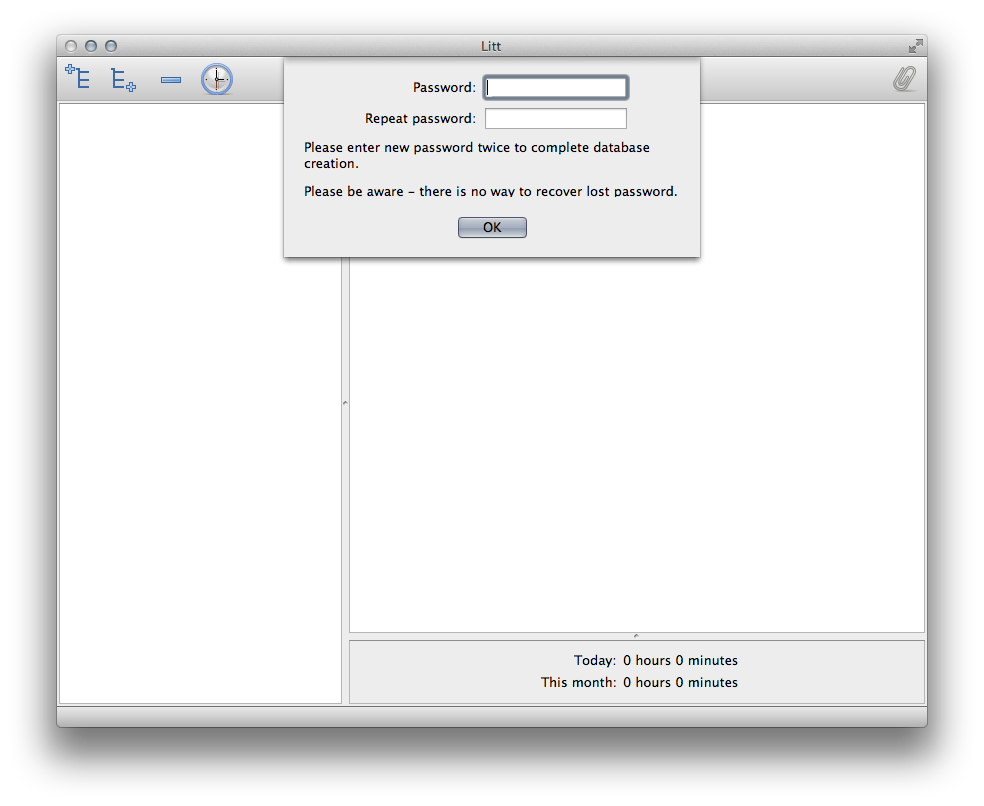 Litt
Password:
Repeat password:
Please enter new password twice to complete database
creation.
Please be aware – there is no way to recover lost password.
OK
Today: 0 hours 0 minutes
This month: 0 hours 0 minutes